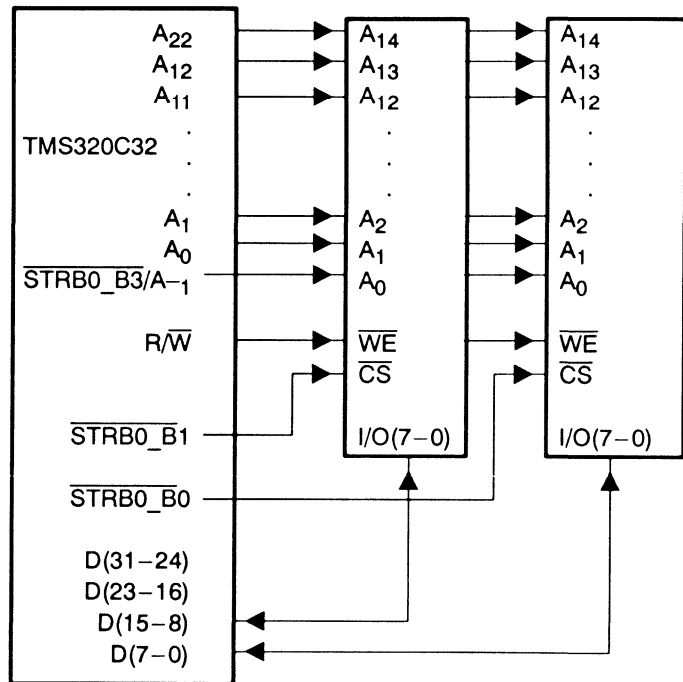 A22 A14 A14
A12 A13 A13
A11 A12 A12
TMS320C32
A1 A2 A2
A0 A1 A1
STRB0_B3/A−1 A0 A0
R/W WE WE
CS CS
STRB0_B1
I/O(7−0) I/O(7−0)
STRB0_B0
D(31−24)
D(23−16)
D(15−8)
D(7−0)